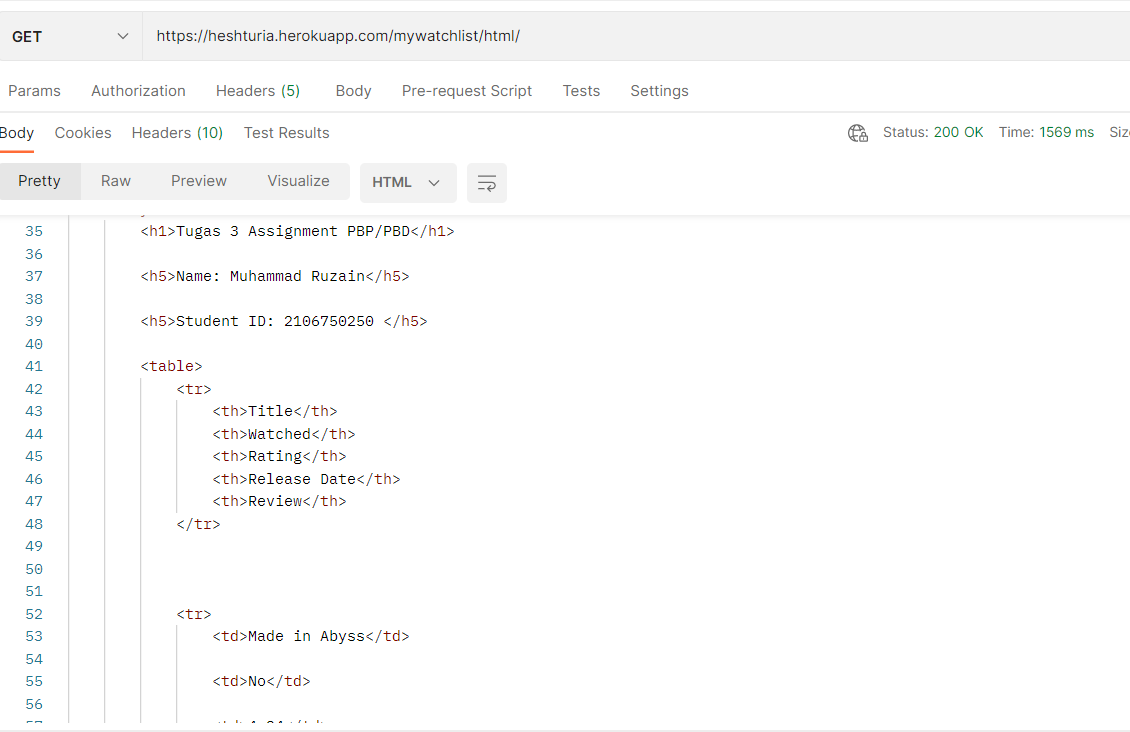 GET https://heshturia.herokuapp.com/mywatchlist/html/
Params Authorization Headers (5) Body Pre-request Script Tests Settings
Body Cookies Headers (10) Test Results Status: 200 OK Time: 1569 ms
Pretty Raw Preview Visualize HTML
35 <h1>Tugas 3 Assignment PBP/PBD</h1>
36
37 <h5>Name: Muhammad Ruzain</h5>
38
39 <h5>Student ID: 2106750250 </h5>
40
41 <table>
42 <tr>
43 <th>Title</th>
44 <th>Watched</th>
45 <th>Rating</th>
46 <th>Release Date</th>
47 <th>Review</th>
48 </tr>
49
50
51
52 <tr>
53 <td>Made in Abyss</td>
54
55 <td>No</td>
56